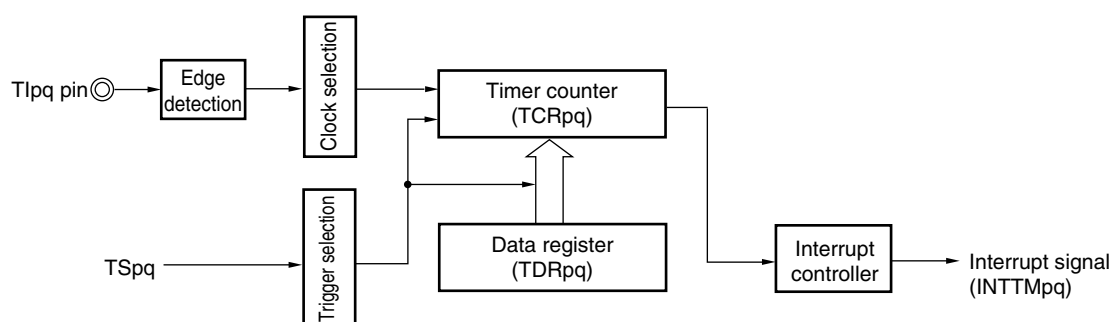 TIpq pin
Edge
detection
Clock selection
Timer counter
(TCRpq)
TSpq
Trigger selection
Data register
(TDRpq)
Interrupt
controller
Interrupt signal
(INTTMpq)